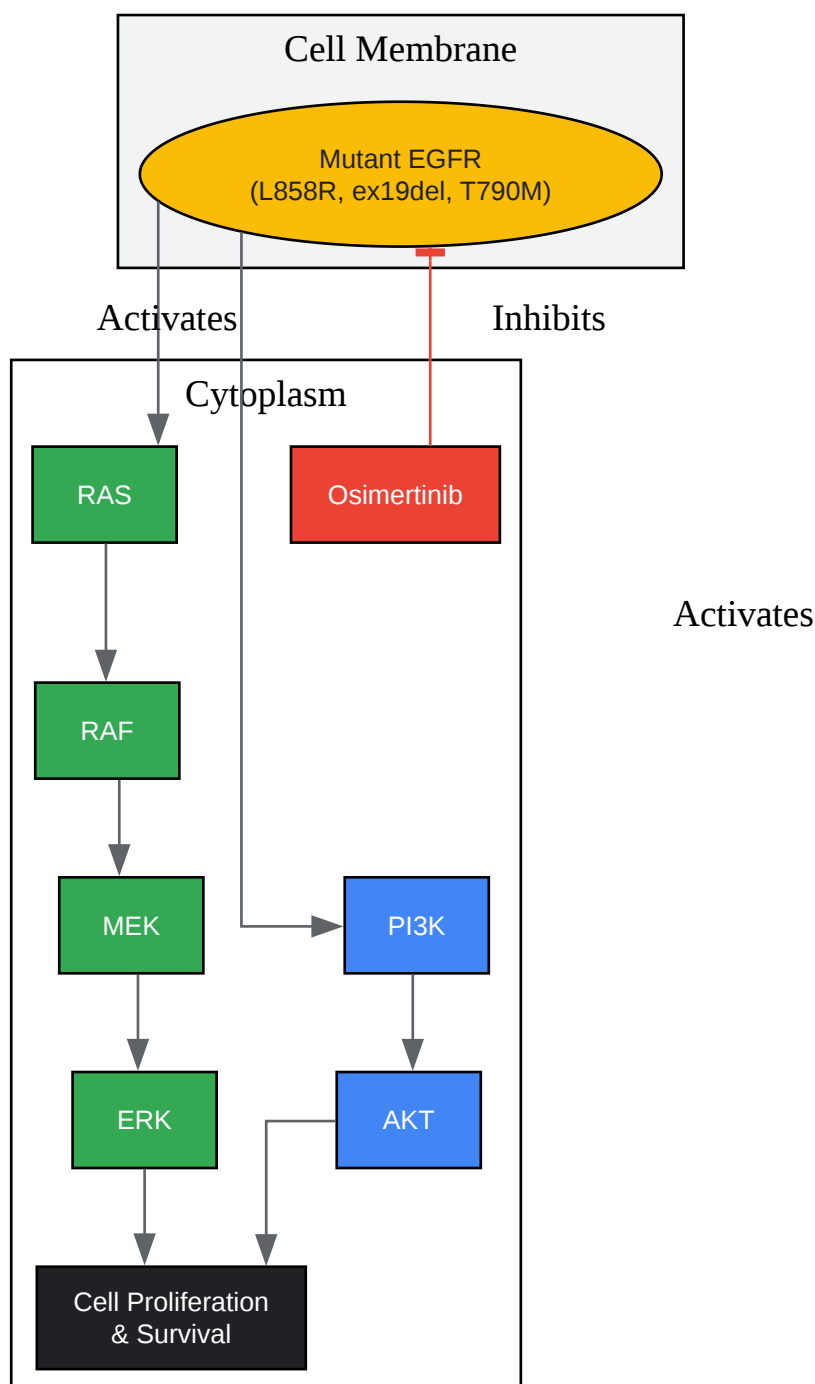 Cell Membrane
Mutant EGFR
(L858R, ex19del, T790M)
Activates
Inhibits
Cytoplasm
RAS
Osimertinib
Activates
RAF
MEK
PI3K
ERK
AKT
Cell Proliferation
& Survival